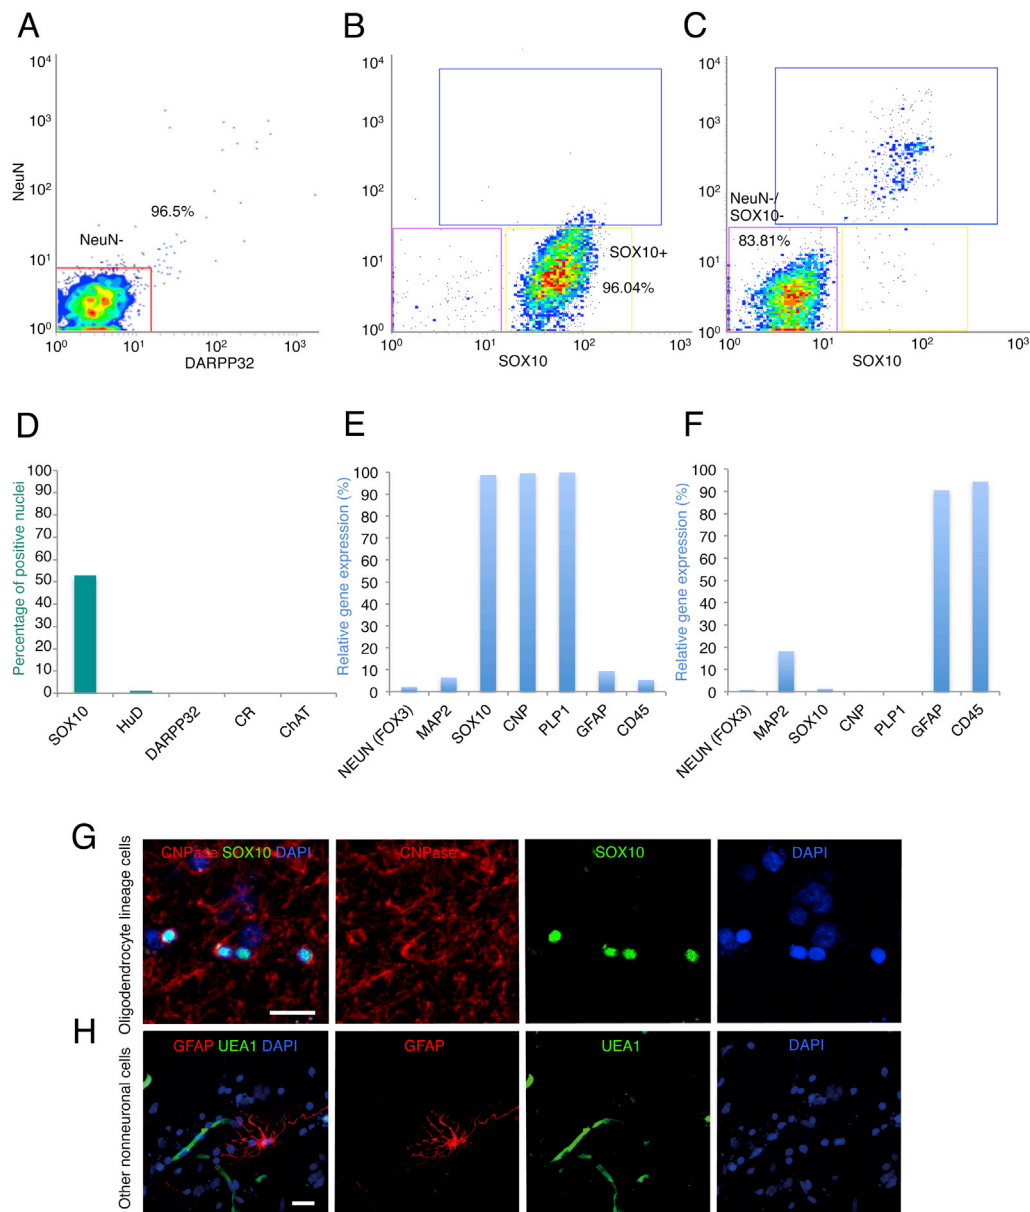 A
B
C
NeuN
10⁴
10³
10²
10¹
10⁰
96.5%
NeuN-
10⁰
10¹
10²
10³
DARPP32
10⁴
10³
10²
10¹
10⁰
SOX10+
96.04%
10⁰
10¹
10²
10³
SOX10
10⁴
10³
10²
10¹
10⁰
NeuN-/
SOX10-
83.81%
10⁰
10¹
10²
10³
SOX10
D
E
F
Percentage of positive nuclei
100
90
80
70
60
50
40
30
20
10
0
SOX10
HuD
DARPP32
CR
ChAT
Relative gene expression (%)
100
90
80
70
60
50
40
30
20
10
0
NEUN (FOX3)
MAP2
SOX10
CNP
PLP1
GFAP
CD45
Relative gene expression (%)
100
90
80
70
60
50
40
30
20
10
0
NEUN (FOX3)
MAP2
SOX10
CNP
PLP1
GFAP
CD45
G
Oligodendrocyte lineage cells
CNPase SOX10 DAPI
CNPase
SOX10
DAPI
H
Other nonneuronal cells
GFAP UEA1 DAPI
GFAP
UEA1
DAPI